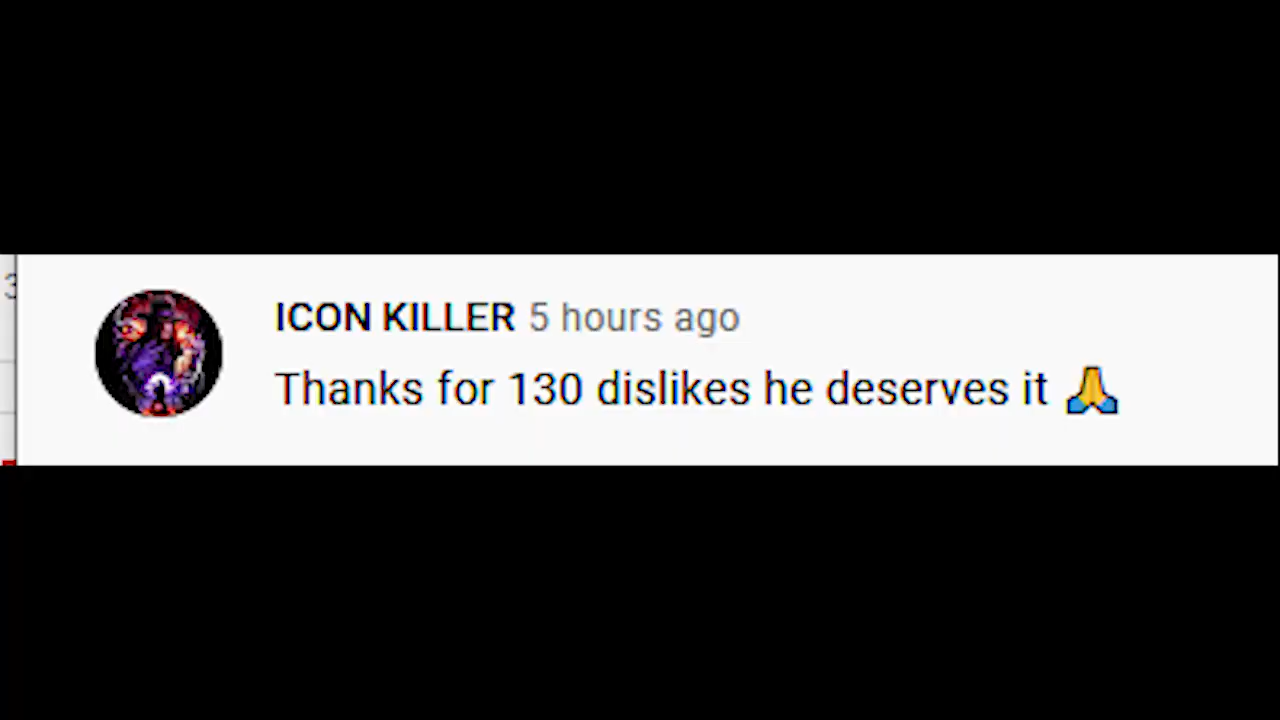 ICON KILLER 5 hours ago
Thanks for 130 dislikes he deserves it 🙏